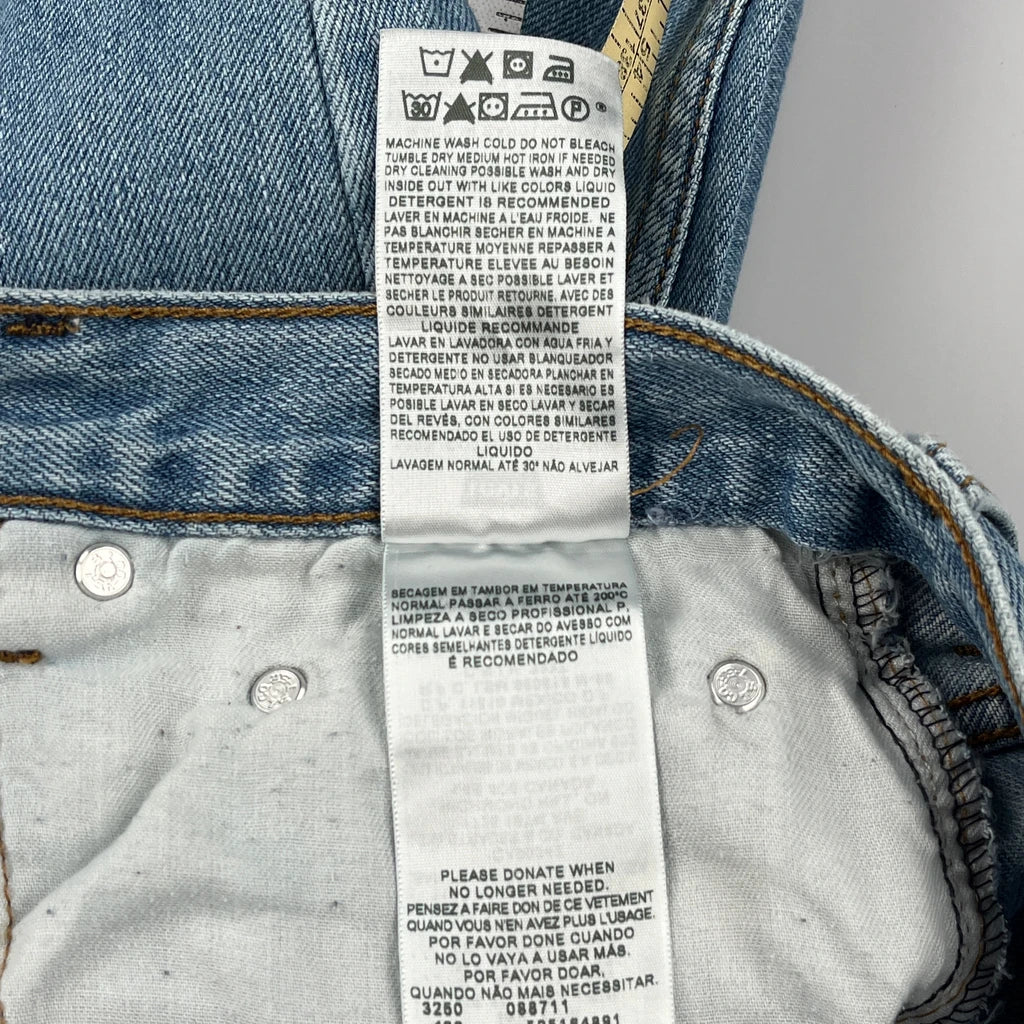 30
P
MACHINE WASH COLD DO NOT BLEACH
TUMBLE DRY MEDIUM HOT IRON IF NEEDED
DRY CLEANING POSSIBLE WASH AND DRY
INSIDE OUT WITH LIKE COLORS LIQUID
DETERGENT IS RECOMMENDED
LAVER EN MACHINE A L'EAU FROIDE. NE
PAS BLANCHIR SECHER EN MACHINE A
TEMPERATURE MOYENNE REPASSER A
TEMPERATURE ELEVEE AU BESOIN
NETTOYAGE A SEC POSSIBLE LAVER ET
SECHER LE PRODUIT RETOURNE, AVEC DES
COULEURS SIMILAIRES DETERGENT
LIQUIDE RECOMMANDE
LAVAR EN LAVADORA CON AGUA FRIA Y
DETERGENTE NO USAR BLANQUEADOR
SECADO MEDIO EN SECADORA PLANCHAR EN
TEMPERATURA ALTA SI ES NECESARIO ES
POSIBLE LAVAR EN SECO LAVAR Y SECAR
DEL REVÉS, CON COLORES SIMILARES
RECOMENDADO EL USO DE DETERGENTE
LIQUIDO
LAVAGEM NORMAL ATÉ 30° NÃO ALVEJAR
SECAGEM EM TAMBOR EM TEMPERATURA
NORMAL PASSAR A FERRO ATÉ 200°C
LIMPEZA A SECO PROFISSIONAL P,
NORMAL LAVAR E SECAR DO AVESSO COM
CORES SEMELHANTES DETERGENTE LÍQUIDO
É RECOMENDADO
PLEASE DONATE WHEN
NO LONGER NEEDED.
PENSEZ A FAIRE DON DE CE VETEMENT
QUAND VOUS N'EN AVEZ PLUS L'USAGE.
POR FAVOR DONE CUANDO
NO LO VAYA A USAR MÁS.
POR FAVOR DOAR,
QUANDO NÃO MAIS NECESSITAR.
3250 088711